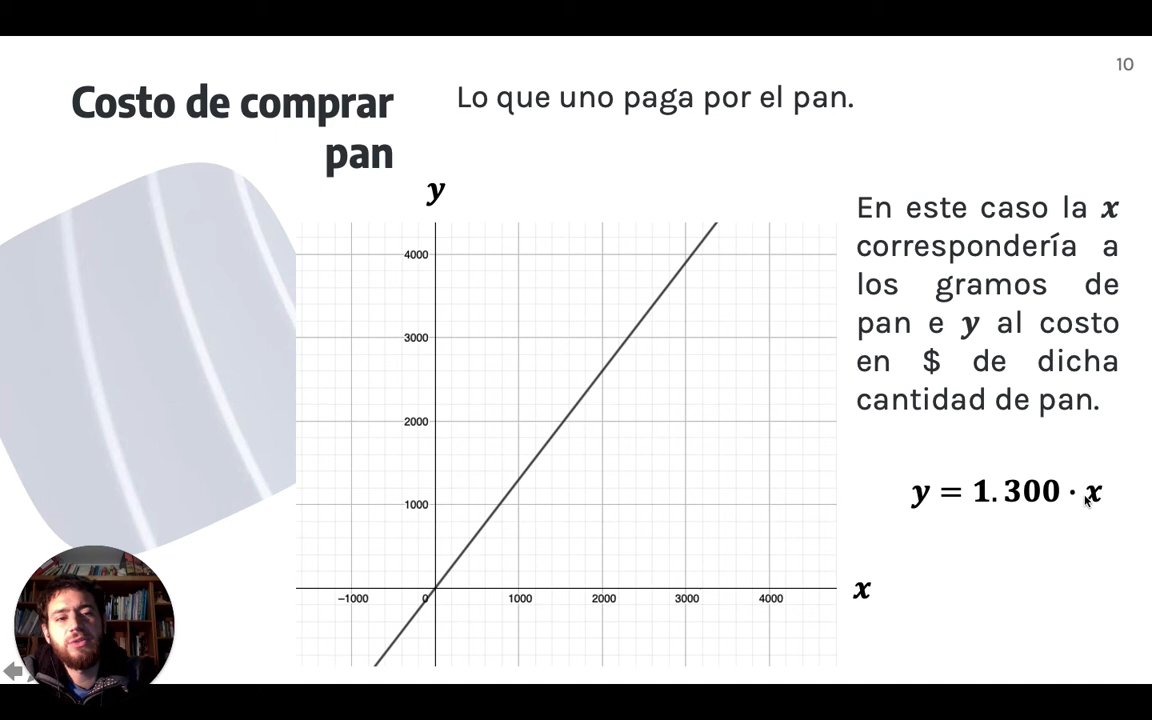 10
Costo de comprar
pan
Lo que uno paga por el pan.
y
4000
3000
2000
1000
−1000
0
1000
2000
3000
4000
x
En este caso la x
correspondería a
los gramos de
pan e y al costo
en $ de dicha
cantidad de pan.
y = 1.300 · x